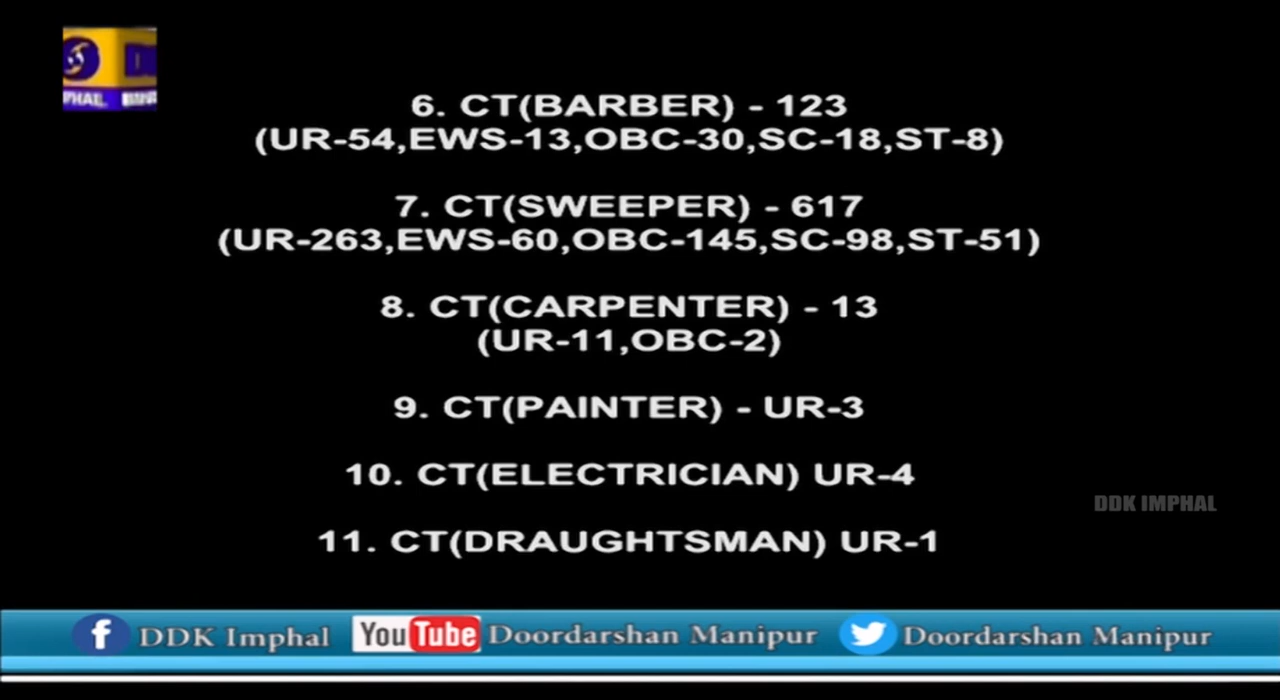 6. CT(BARBER) - 123
(UR-54,EWS-13,OBC-30,SC-18,ST-8)
7. CT(SWEEPER) - 617
(UR-263,EWS-60,OBC-145,SC-98,ST-51)
8. CT(CARPENTER) - 13
(UR-11,OBC-2)
9. CT(PAINTER) - UR-3
10. CT(ELECTRICIAN) UR-4
DDK IMPHAL
11. CT(DRAUGHTSMAN) UR-1
DDK Imphal YouTube Doordarshan Manipur Doordarshan Manipur